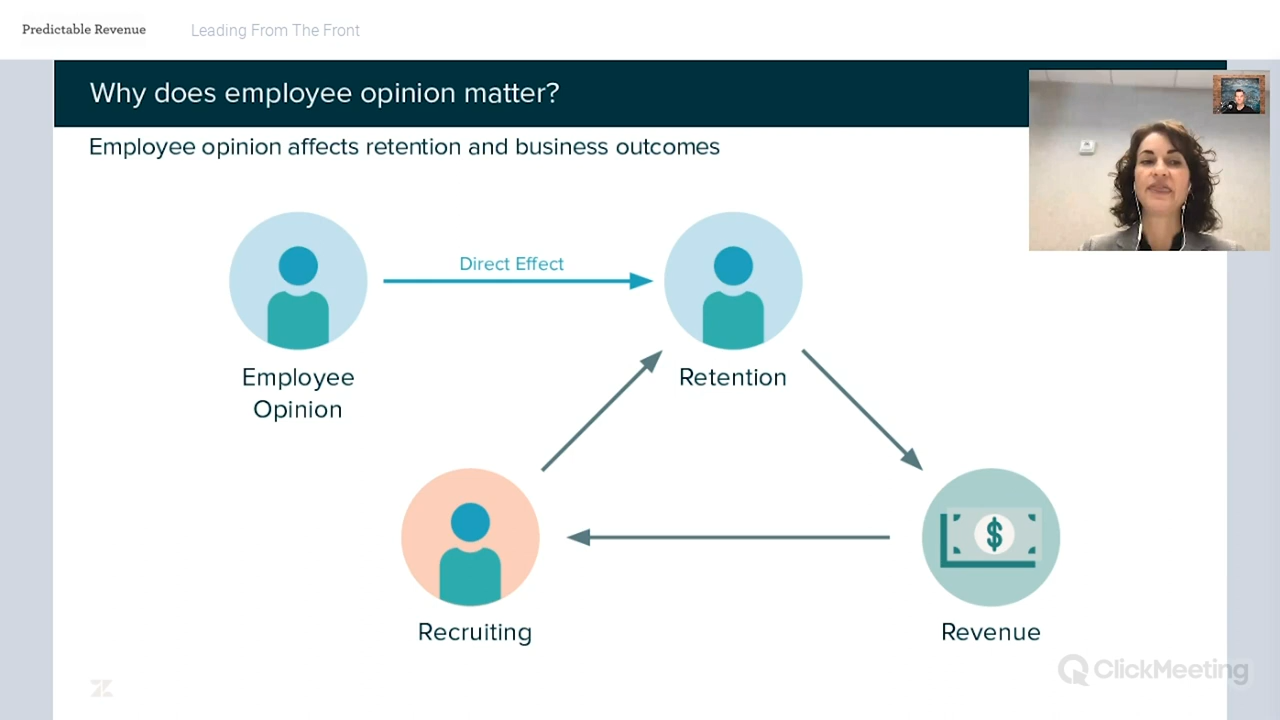 Predictable Revenue
Leading From The Front
Why does employee opinion matter?
Employee opinion affects retention and business outcomes
Direct Effect
Employee
Opinion
Retention
Recruiting
$
Revenue
ClickMeeting